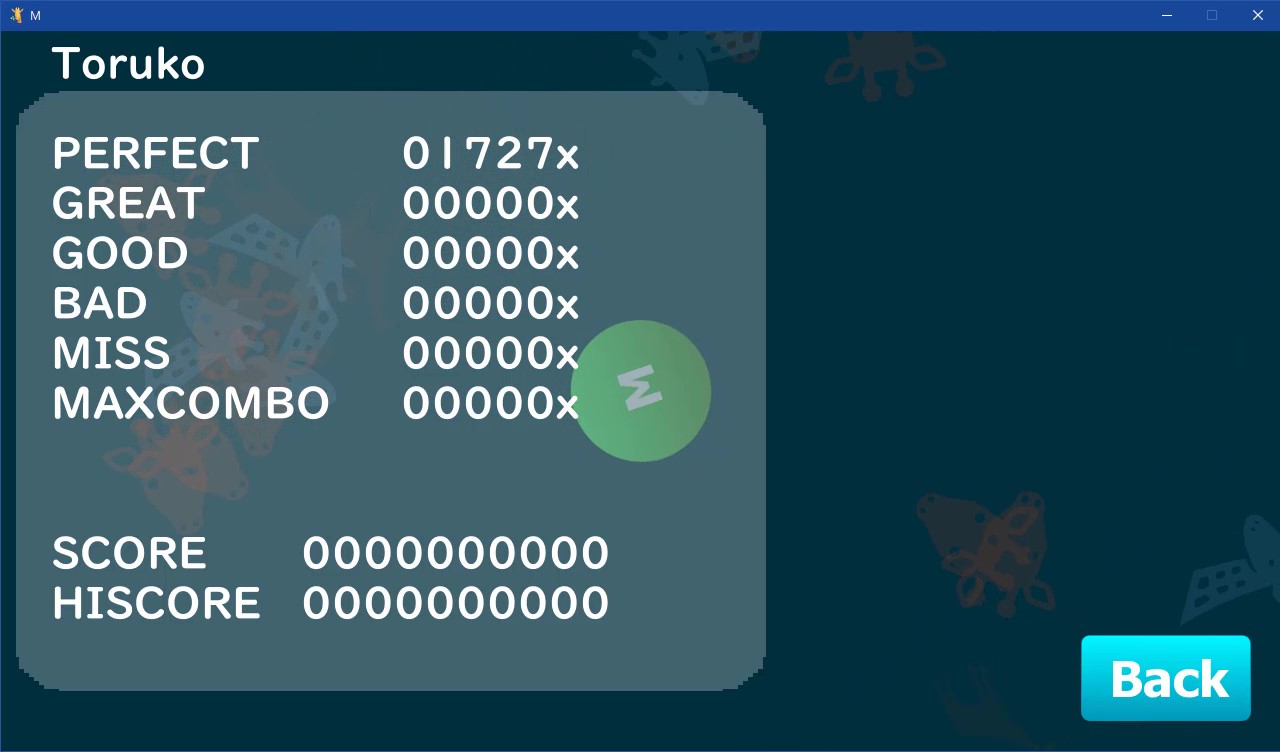 M
Toruko
PERFECT 01727x
GREAT 00000x
GOOD 00000x
BAD 00000x
MISS 00000x
MAXCOMBO 00000x
M
SCORE 0000000000
HISCORE 0000000000
Back